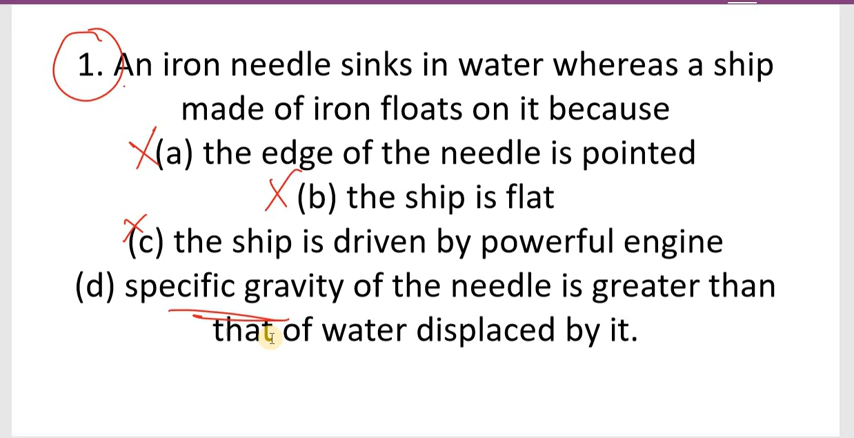 1. An iron needle sinks in water whereas a ship
made of iron floats on it because
(a) the edge of the needle is pointed
(b) the ship is flat
(c) the ship is driven by powerful engine
(d) specific gravity of the needle is greater than
that of water displaced by it.